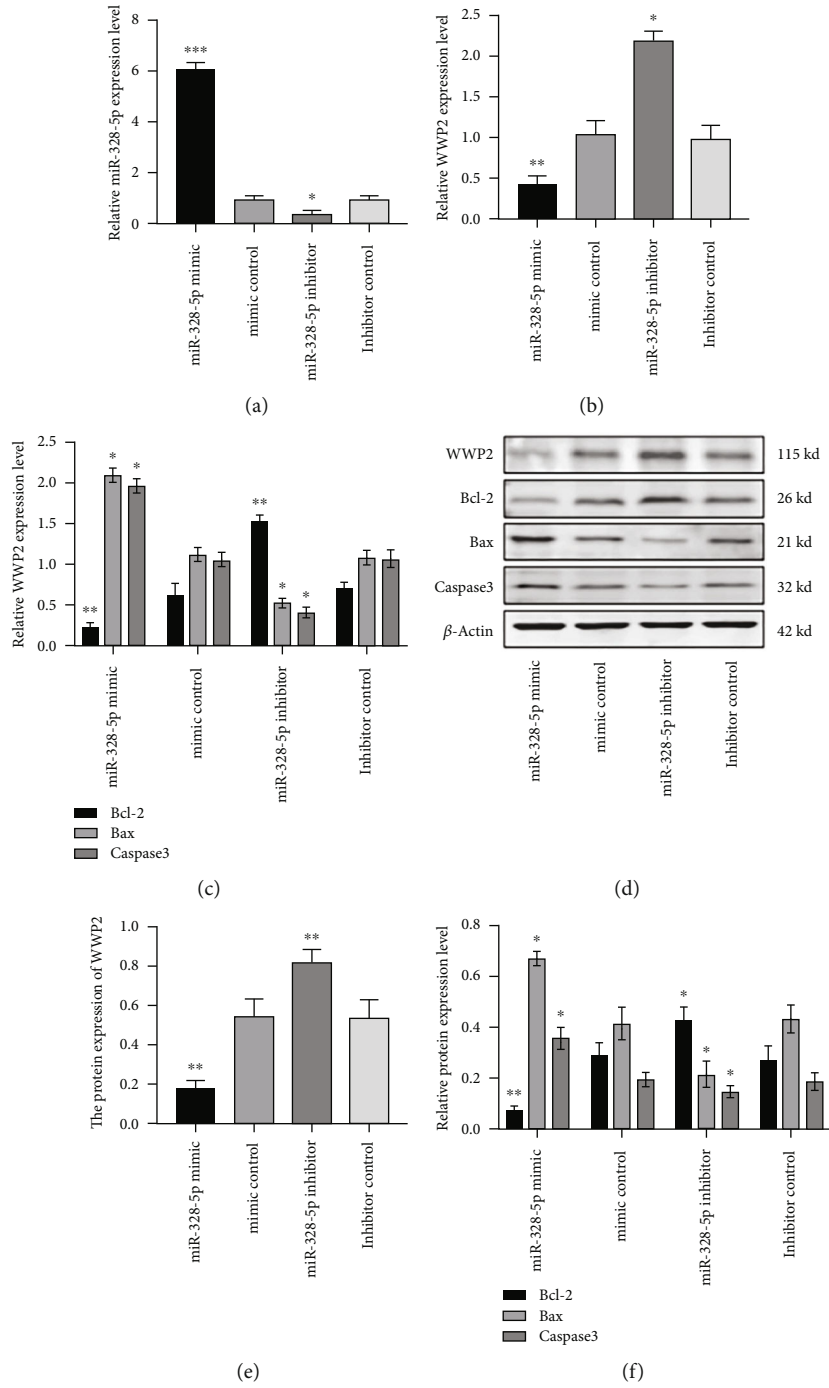 Relative miR-328-5p expression level
8
6
4
2
0
***
*
miR-328-5p mimic
mimic control
miR-328-5p inhibitor
Inhibitor control
(a)
Relative WWP2 expression level
2.5
2.0
1.5
1.0
0.5
0.0
**
*
miR-328-5p mimic
mimic control
miR-328-5p inhibitor
Inhibitor control
(b)
Relative WWP2 expression level
2.5
2.0
1.5
1.0
0.5
0.0
**
*
*
**
*
*
miR-328-5p mimic
mimic control
miR-328-5p inhibitor
Inhibitor control
Bcl-2
Bax
Caspase3
(c)
WWP2 115 kd
Bcl-2 26 kd
Bax 21 kd
Caspase3 32 kd
β-Actin 42 kd
miR-328-5p mimic
mimic control
miR-328-5p inhibitor
Inhibitor control
(d)
The protein expression of WWP2
1.0
0.8
0.6
0.4
0.2
0.0
**
**
miR-328-5p mimic
mimic control
miR-328-5p inhibitor
Inhibitor control
(e)
Relative protein expression level
0.8
0.6
0.4
0.2
0.0
**
*
*
*
*
*
miR-328-5p mimic
mimic control
miR-328-5p inhibitor
Inhibitor control
Bcl-2
Bax
Caspase3
(f)